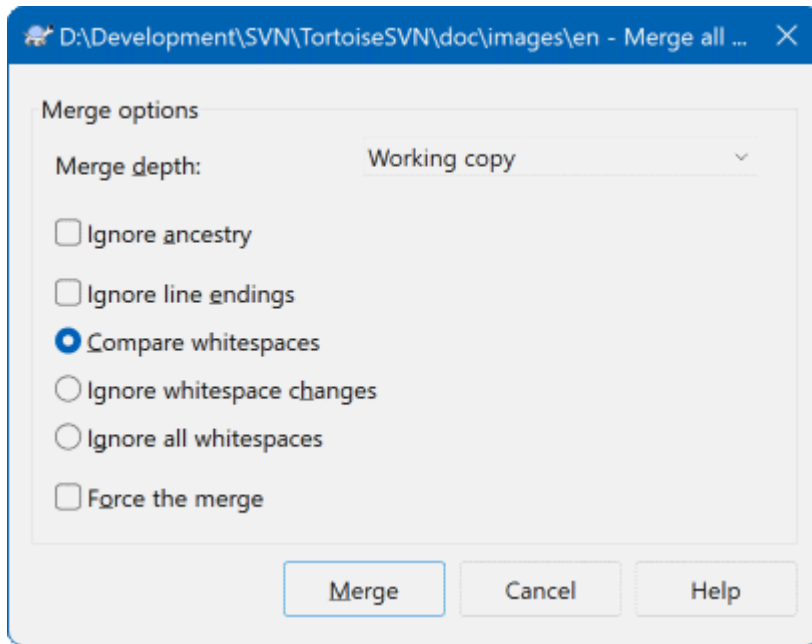 D:\Development\SVN\TortoiseSVN\doc\images\en - Merge all ...
Merge options
Merge depth: Working copy
Ignore ancestry
Ignore line endings
Compare whitespaces
Ignore whitespace changes
Ignore all whitespaces
Force the merge
Merge Cancel Help